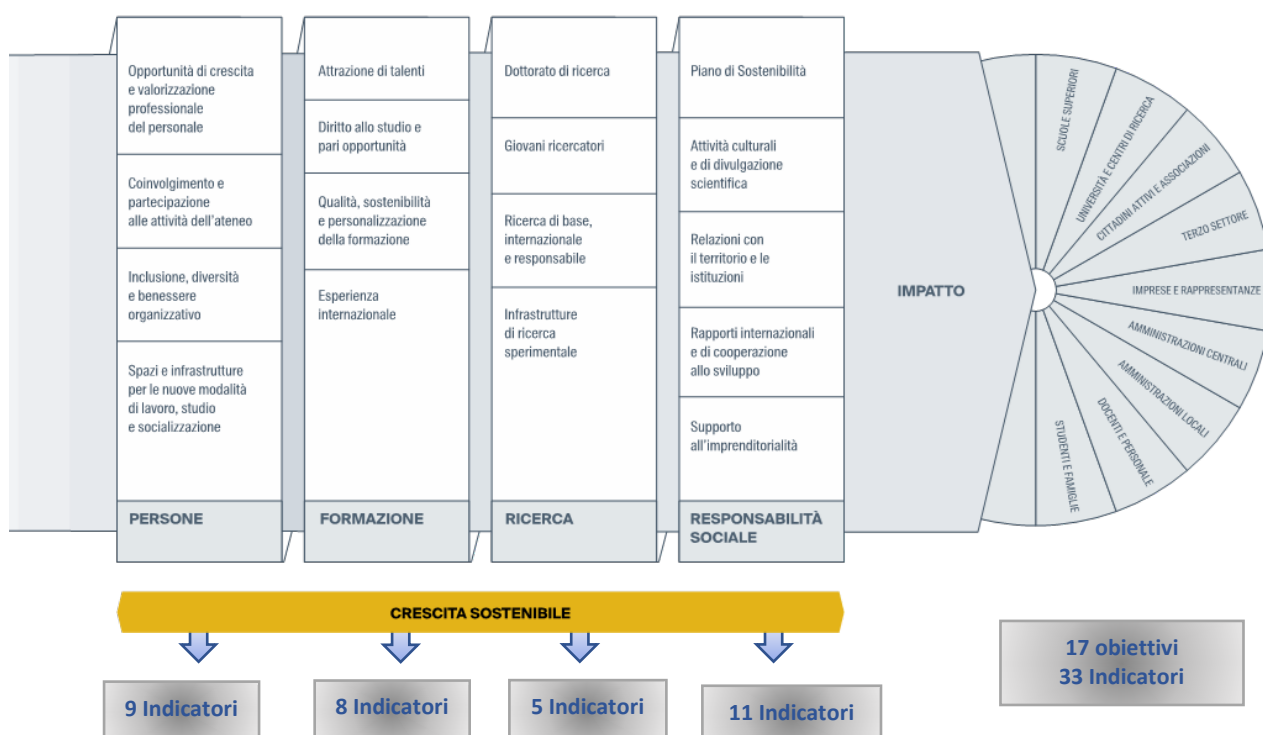 Opportunità di crescita
e valorizzazione
professionale
del personale
Coinvolgimento e
partecipazione
alle attività dell'ateneo
Inclusione, diversità
e benessere
organizzativo
Spazi e infrastrutture
per le nuove modalità
di lavoro, studio
e socializzazione
PERSONE
Attrazione di talenti
Diritto allo studio e
pari opportunità
Qualità, sostenibilità
e personalizzazione
della formazione
Esperienza
internazionale
FORMAZIONE
Dottorato di ricerca
Giovani ricercatori
Ricerca di base,
internazionale
e responsabile
Infrastrutture
di ricerca
sperimentale
RICERCA
Piano di Sostenibilità
Attività culturali
e di divulgazione
scientifica
Relazioni con
il territorio e le
istituzioni
Rapporti internazionali
e di cooperazione
allo sviluppo
Supporto
all'imprenditorialità
RESPONSABILITÀ
SOCIALE
IMPATTO
SCUOLE SUPERIORI
UNIVERSITÀ E CENTRI DI RICERCA
CITTADINI ATTIVI E ASSOCIAZIONI
TERZO SETTORE
IMPRESE E RAPPRESENTANZE
AMMINISTRAZIONI CENTRALI
AMMINISTRAZIONI LOCALI
DOCENTI E PERSONALE
STUDENTI E FAMIGLIE
CRESCITA SOSTENIBILE
9 Indicatori
8 Indicatori
5 Indicatori
11 Indicatori
17 obiettivi
33 Indicatori